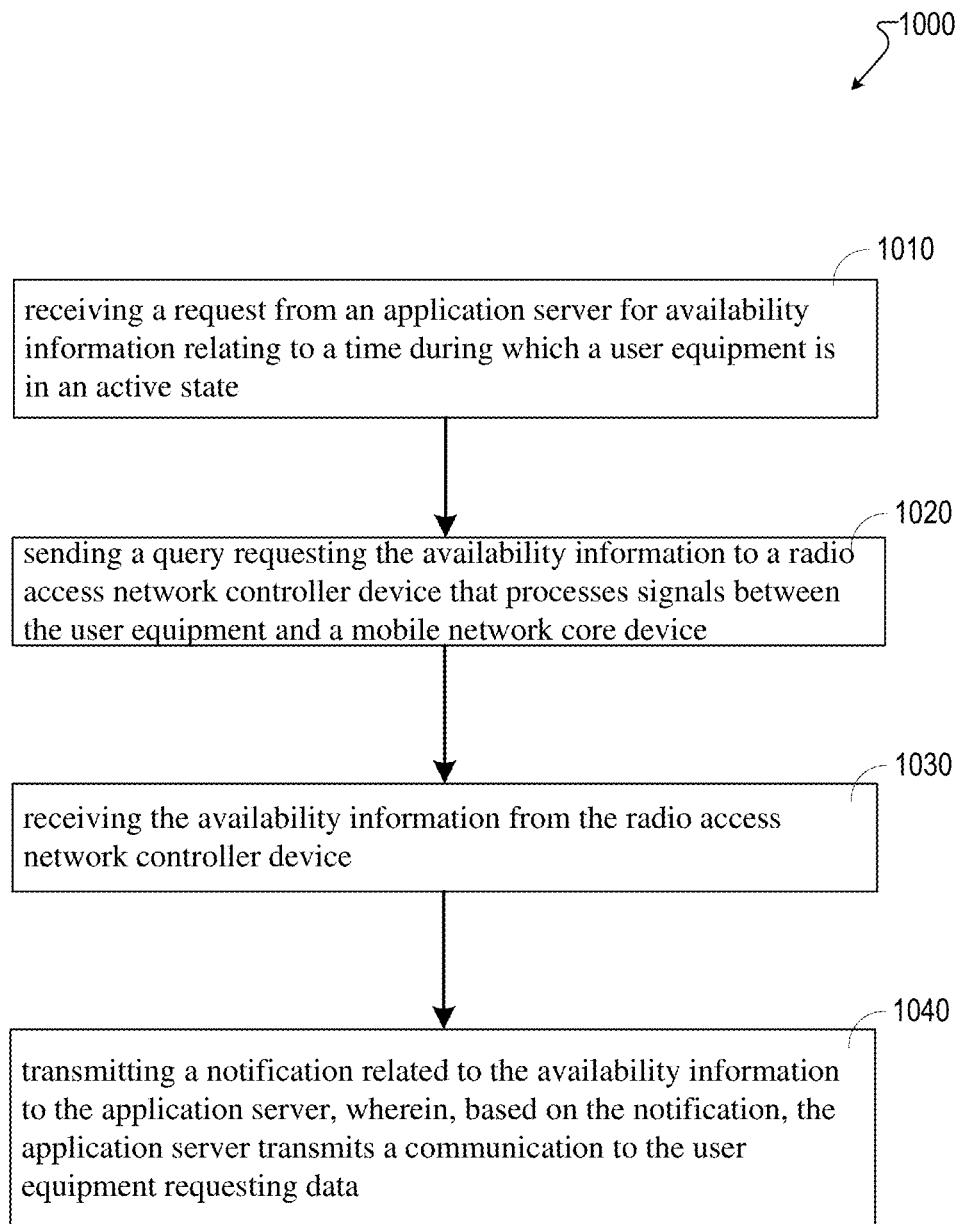 1000
1010
receiving a request from an application server for availability
information relating to a time during which a user equipment is
in an active state
1020
sending a query requesting the availability information to a radio
access network controller device that processes signals between
the user equipment and a mobile network core device
1030
receiving the availability information from the radio access
network controller device
1040
transmitting a notification related to the availability information
to the application server, wherein, based on the notification, the
application server transmits a communication to the user
equipment requesting data